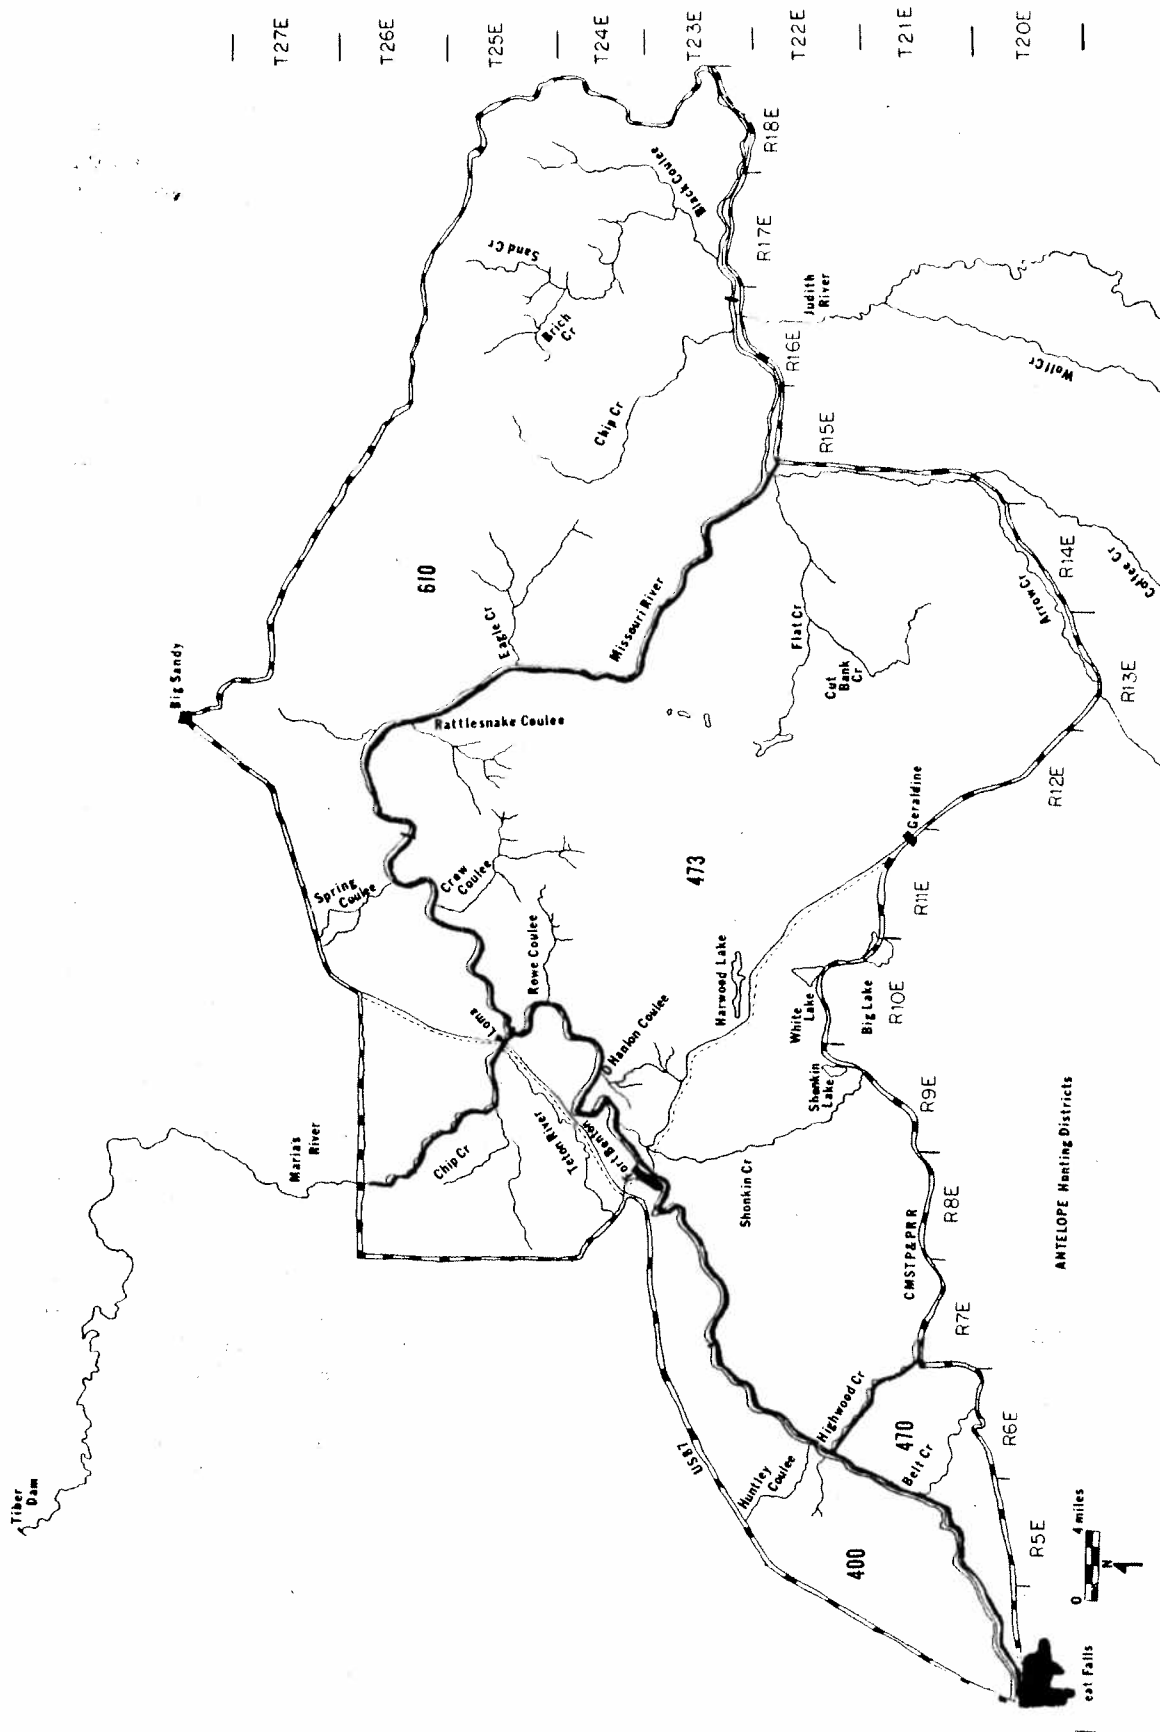 T27E
T26E
T25E
T24E
T23E
T22E
T21E
T20E
Big Sandy
Tiber
Dam
Maria's
River
Spring
Coulee
Rattlesnake Coulee
Eagle Cr
610
Sand Cr
Brich
Cr
Black Coulee
Chip Cr
Missouri River
Craw
Coulee
Rowe Coulee
Loma
Chip Cr
Teton River
Fort Benton
O Hanlon Coulee
Harwood Lake
473
Flat Cr
Cut
Bank
Cr
Judith
River
Wolf Cr
Arrow Cr
Coffee Cr
Geraldine
White
Lake
Big Lake
Shonkin
Lake
Shonkin Cr
CMSTP&PRR
US87
Huntley
Coulee
Highwood Cr
470
Belt Cr
400
eat Falls
R5E
R6E
R7E
R8E
R9E
R10E
R11E
R12E
R13E
R14E
R15E
R16E
R17E
R18E
ANTELOPE Hunting Districts
0
4 miles
N